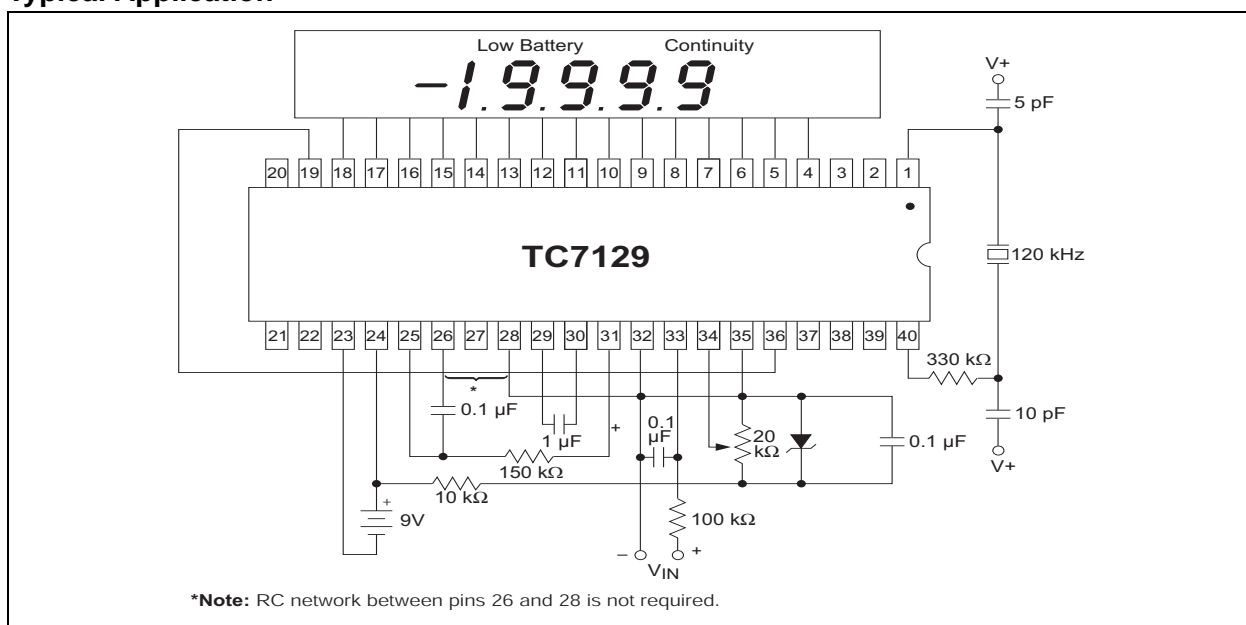 Typical Application
Low Battery Continuity
-1.9.9.9.9
V+
5 pF
20 19 18 17 16 15 14 13 12 11 10 9 8 7 6 5 4 3 2 1
TC7129
120 kHz
21 22 23 24 25 26 27 28 29 30 31 32 33 34 35 36 37 38 39 40
330 kΩ
*
0.1 µF
1 µF
+
0.1
µF
20
kΩ
0.1 µF
10 pF
150 kΩ
V+
10 kΩ
+
9V
100 kΩ
– +
VIN
*Note: RC network between pins 26 and 28 is not required.